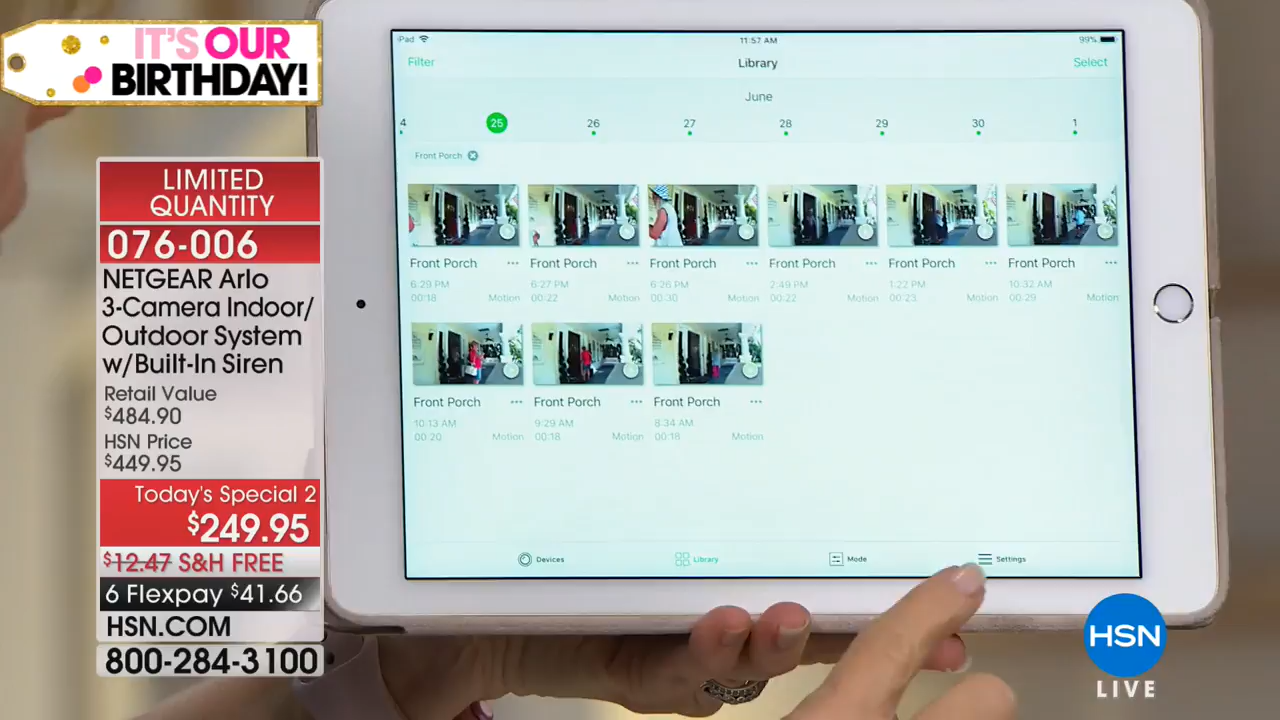 IT'S OUR
BIRTHDAY!
LIMITED
QUANTITY
076-006
NETGEAR Arlo
3-Camera Indoor/
Outdoor System
w/Built-In Siren
Retail Value
$484.90
HSN Price
$449.95
Today's Special 2
$249.95
$12.47 S&H FREE
6 Flexpay $41.66
HSN.COM
800-284-3100
iPad 11:57 AM 99%
Filter Library Select
June
4 25 26 27 28 29 30 1
Front Porch
Front Porch Front Porch Front Porch Front Porch Front Porch Front Porch
6:29 PM 6:27 PM 6:26 PM 2:49 PM 1:22 PM 10:32 AM
00:18 Motion 00:22 Motion 00:30 Motion 00:22 Motion 00:23 Motion 00:29 Motion
Front Porch Front Porch Front Porch
10:13 AM 9:29 AM 8:34 AM
00:20 Motion 00:18 Motion 00:18 Motion
Devices Library Mode Settings
HSN
LIVE